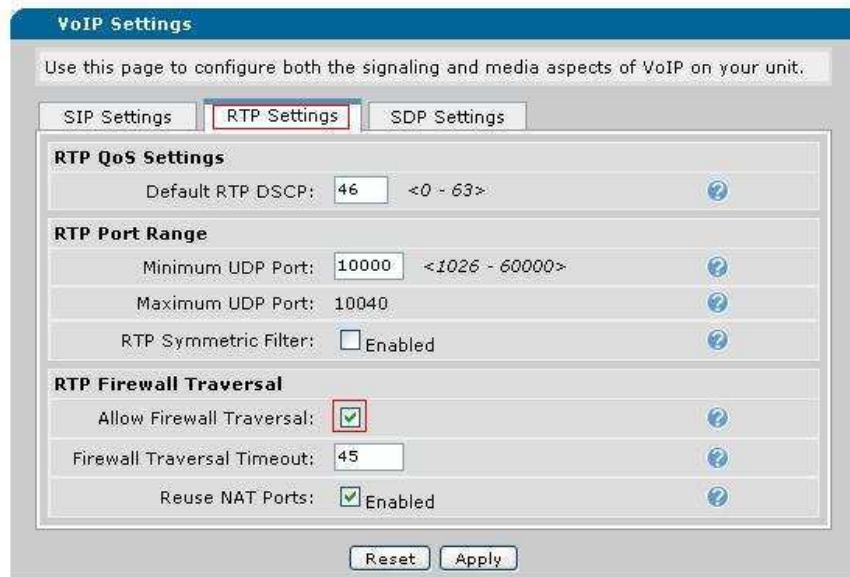 VoIP Settings
Use this page to configure both the signaling and media aspects of VoIP on your unit.
SIP Settings RTP Settings SDP Settings
RTP QoS Settings
Default RTP DSCP: 46 <0 - 63>
RTP Port Range
Minimum UDP Port: 10000 <1026 - 60000>
Maximum UDP Port: 10040
RTP Symmetric Filter: Enabled
RTP Firewall Traversal
Allow Firewall Traversal:
Firewall Traversal Timeout: 45
Reuse NAT Ports: Enabled
Reset Apply